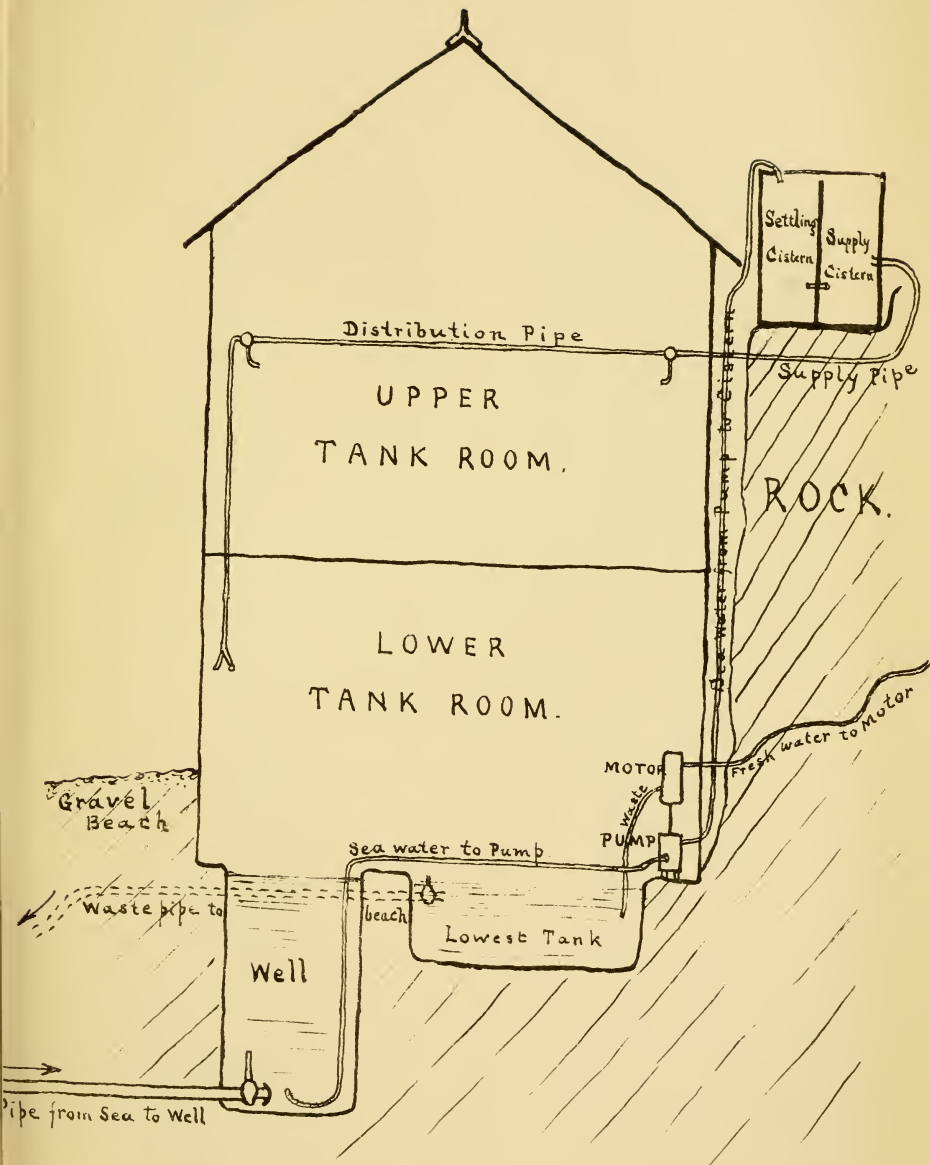 Settling
Cistern
Supply
Cistern
Distribution Pipe
Supply Pipe
UPPER
TANK ROOM.
Sea Water from Pump to Cistern
ROCK.
LOWER
TANK ROOM.
Fresh water to Motor
MOTOR
Waste
Gravel
Beach
PUMP
Sea water to Pump
Waste pipe to beach
Lowest Tank
Well
Pipe from Sea to Well